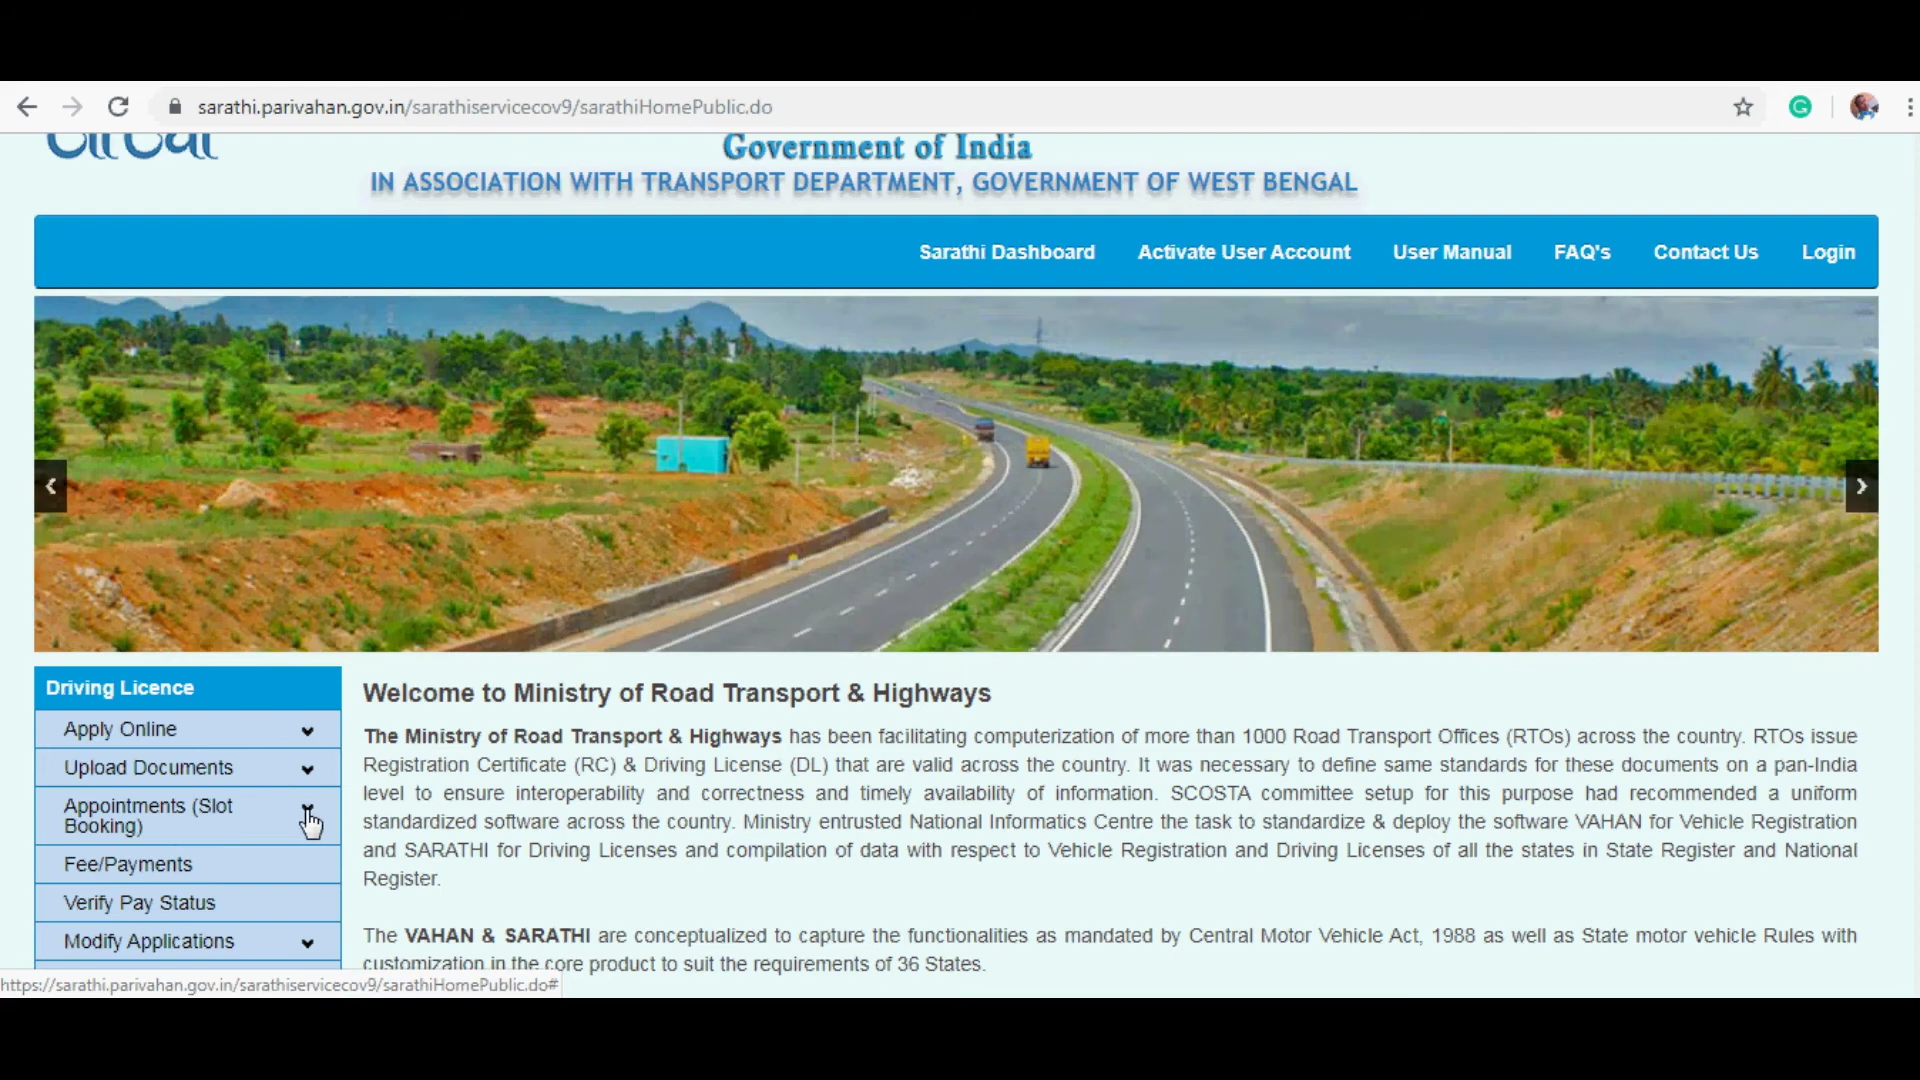 sarathi.parivahan.gov.in/sarathiservicecov9/sarathiHomePublic.do
Government of India
IN ASSOCIATION WITH TRANSPORT DEPARTMENT, GOVERNMENT OF WEST BENGAL
Sarathi Dashboard Activate User Account User Manual FAQ's Contact Us Login
Driving Licence
Apply Online
Upload Documents
Appointments (Slot
Booking)
Fee/Payments
Verify Pay Status
Modify Applications
Welcome to Ministry of Road Transport & Highways
The Ministry of Road Transport & Highways has been facilitating computerization of more than 1000 Road Transport Offices (RTOs) across the country. RTOs issue
Registration Certificate (RC) & Driving License (DL) that are valid across the country. It was necessary to define same standards for these documents on a pan-India
level to ensure interoperability and correctness and timely availability of information. SCOSTA committee setup for this purpose had recommended a uniform
standardized software across the country. Ministry entrusted National Informatics Centre the task to standardize & deploy the software VAHAN for Vehicle Registration
and SARATHI for Driving Licenses and compilation of data with respect to Vehicle Registration and Driving Licenses of all the states in State Register and National
Register.
The VAHAN & SARATHI are conceptualized to capture the functionalities as mandated by Central Motor Vehicle Act, 1988 as well as State motor vehicle Rules with
customization in the core product to suit the requirements of 36 States.
https://sarathi.parivahan.gov.in/sarathiservicecov9/sarathiHomePublic.do#